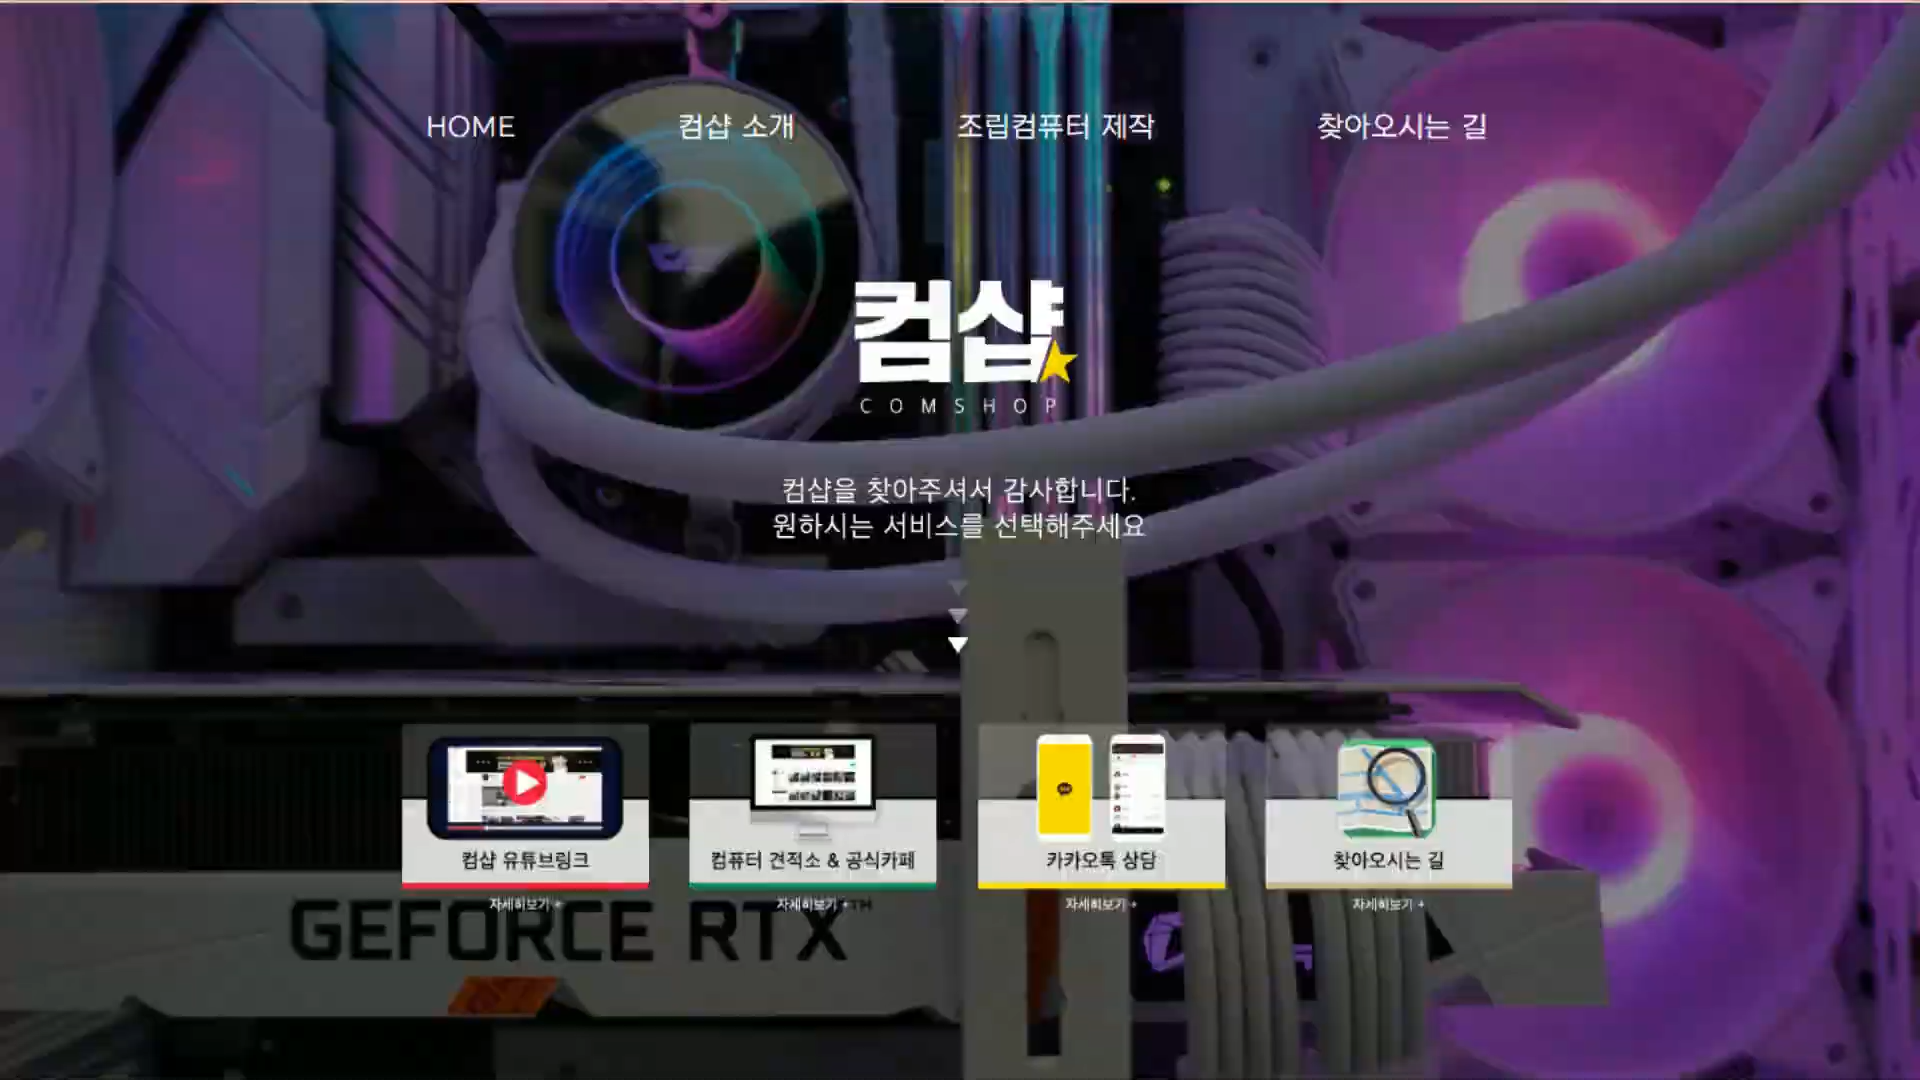 HOME
컴샵 소개
조립컴퓨터 제작
찾아오시는 길
컴샵
COMSHOP
컴샵을 찾아주셔서 감사합니다.
원하시는 서비스를 선택해주세요
컴샵 유튜브링크
컴퓨터 견적소 & 공식카페
카카오톡 상담
찾아오시는 길
자세히보기 +
자세히보기 +
자세히보기 +
자세히보기 +
GEFORCE RTX™